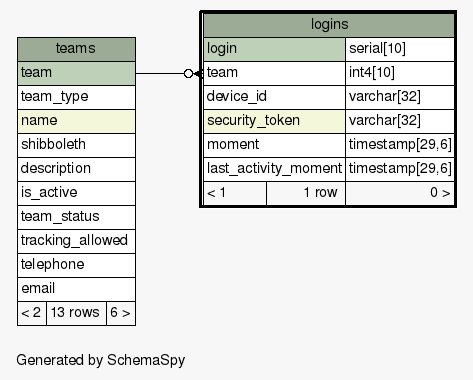 teams
team
team_type
name
shibboleth
description
is_active
team_status
tracking_allowed
telephone
email
< 2 13 rows 6 >
logins
login serial[10]
team int4[10]
device_id varchar[32]
security_token varchar[32]
moment timestamp[29,6]
last_activity_moment timestamp[29,6]
< 1 1 row 0 >
Generated by SchemaSpy